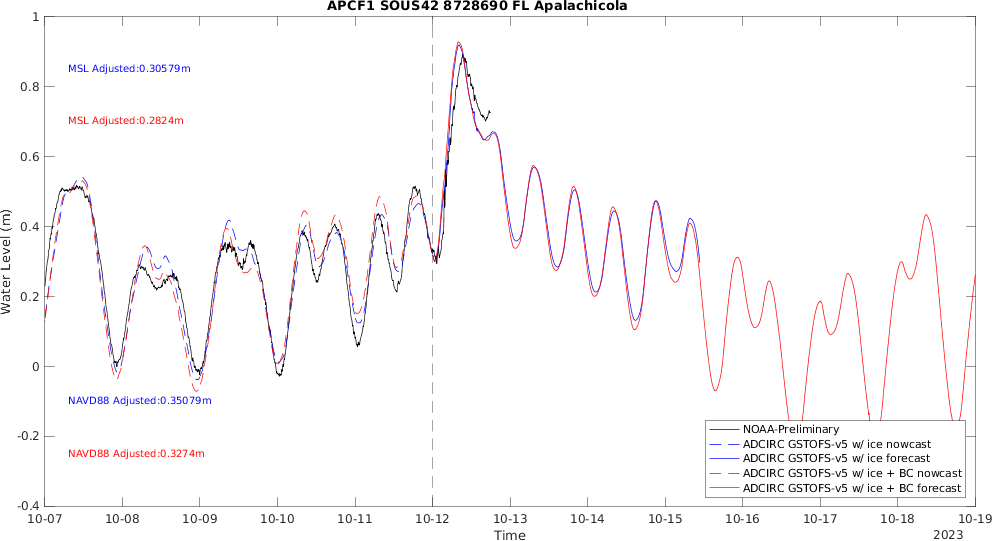 APCF1 SOUS42 8728690 FL Apalachicola
1
0.8
0.6
0.4
0.2
0
-0.2
-0.4
Water Level (m)
MSL Adjusted:0.30579m
MSL Adjusted:0.2824m
NAVD88 Adjusted:0.35079m
NAVD88 Adjusted:0.3274m
NOAA-Preliminary
ADCIRC GSTOFS-v5 w/ ice nowcast
ADCIRC GSTOFS-v5 w/ ice forecast
ADCIRC GSTOFS-v5 w/ ice + BC nowcast
ADCIRC GSTOFS-v5 w/ ice + BC forecast
10-07 10-08 10-09 10-10 10-11 10-12 10-13 10-14 10-15 10-16 10-17 10-18 10-19
Time
2023